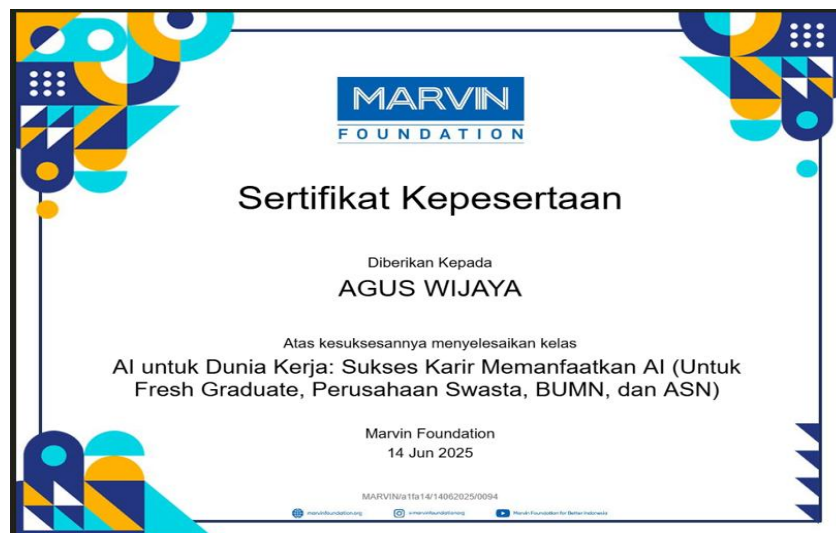 MARVIN
FOUNDATION
Sertifikat Kepesertaan
Diberikan Kepada
AGUS WIJAYA
Atas kesuksesannya menyelesaikan kelas
AI untuk Dunia Kerja: Sukses Karir Memanfaatkan AI (Untuk
Fresh Graduate, Perusahaan Swasta, BUMN, dan ASN)
Marvin Foundation
14 Jun 2025
MARVIN/a1fa14/14062025/0094
marvinfoundation.org
Marvin Foundation for Better Indonesia